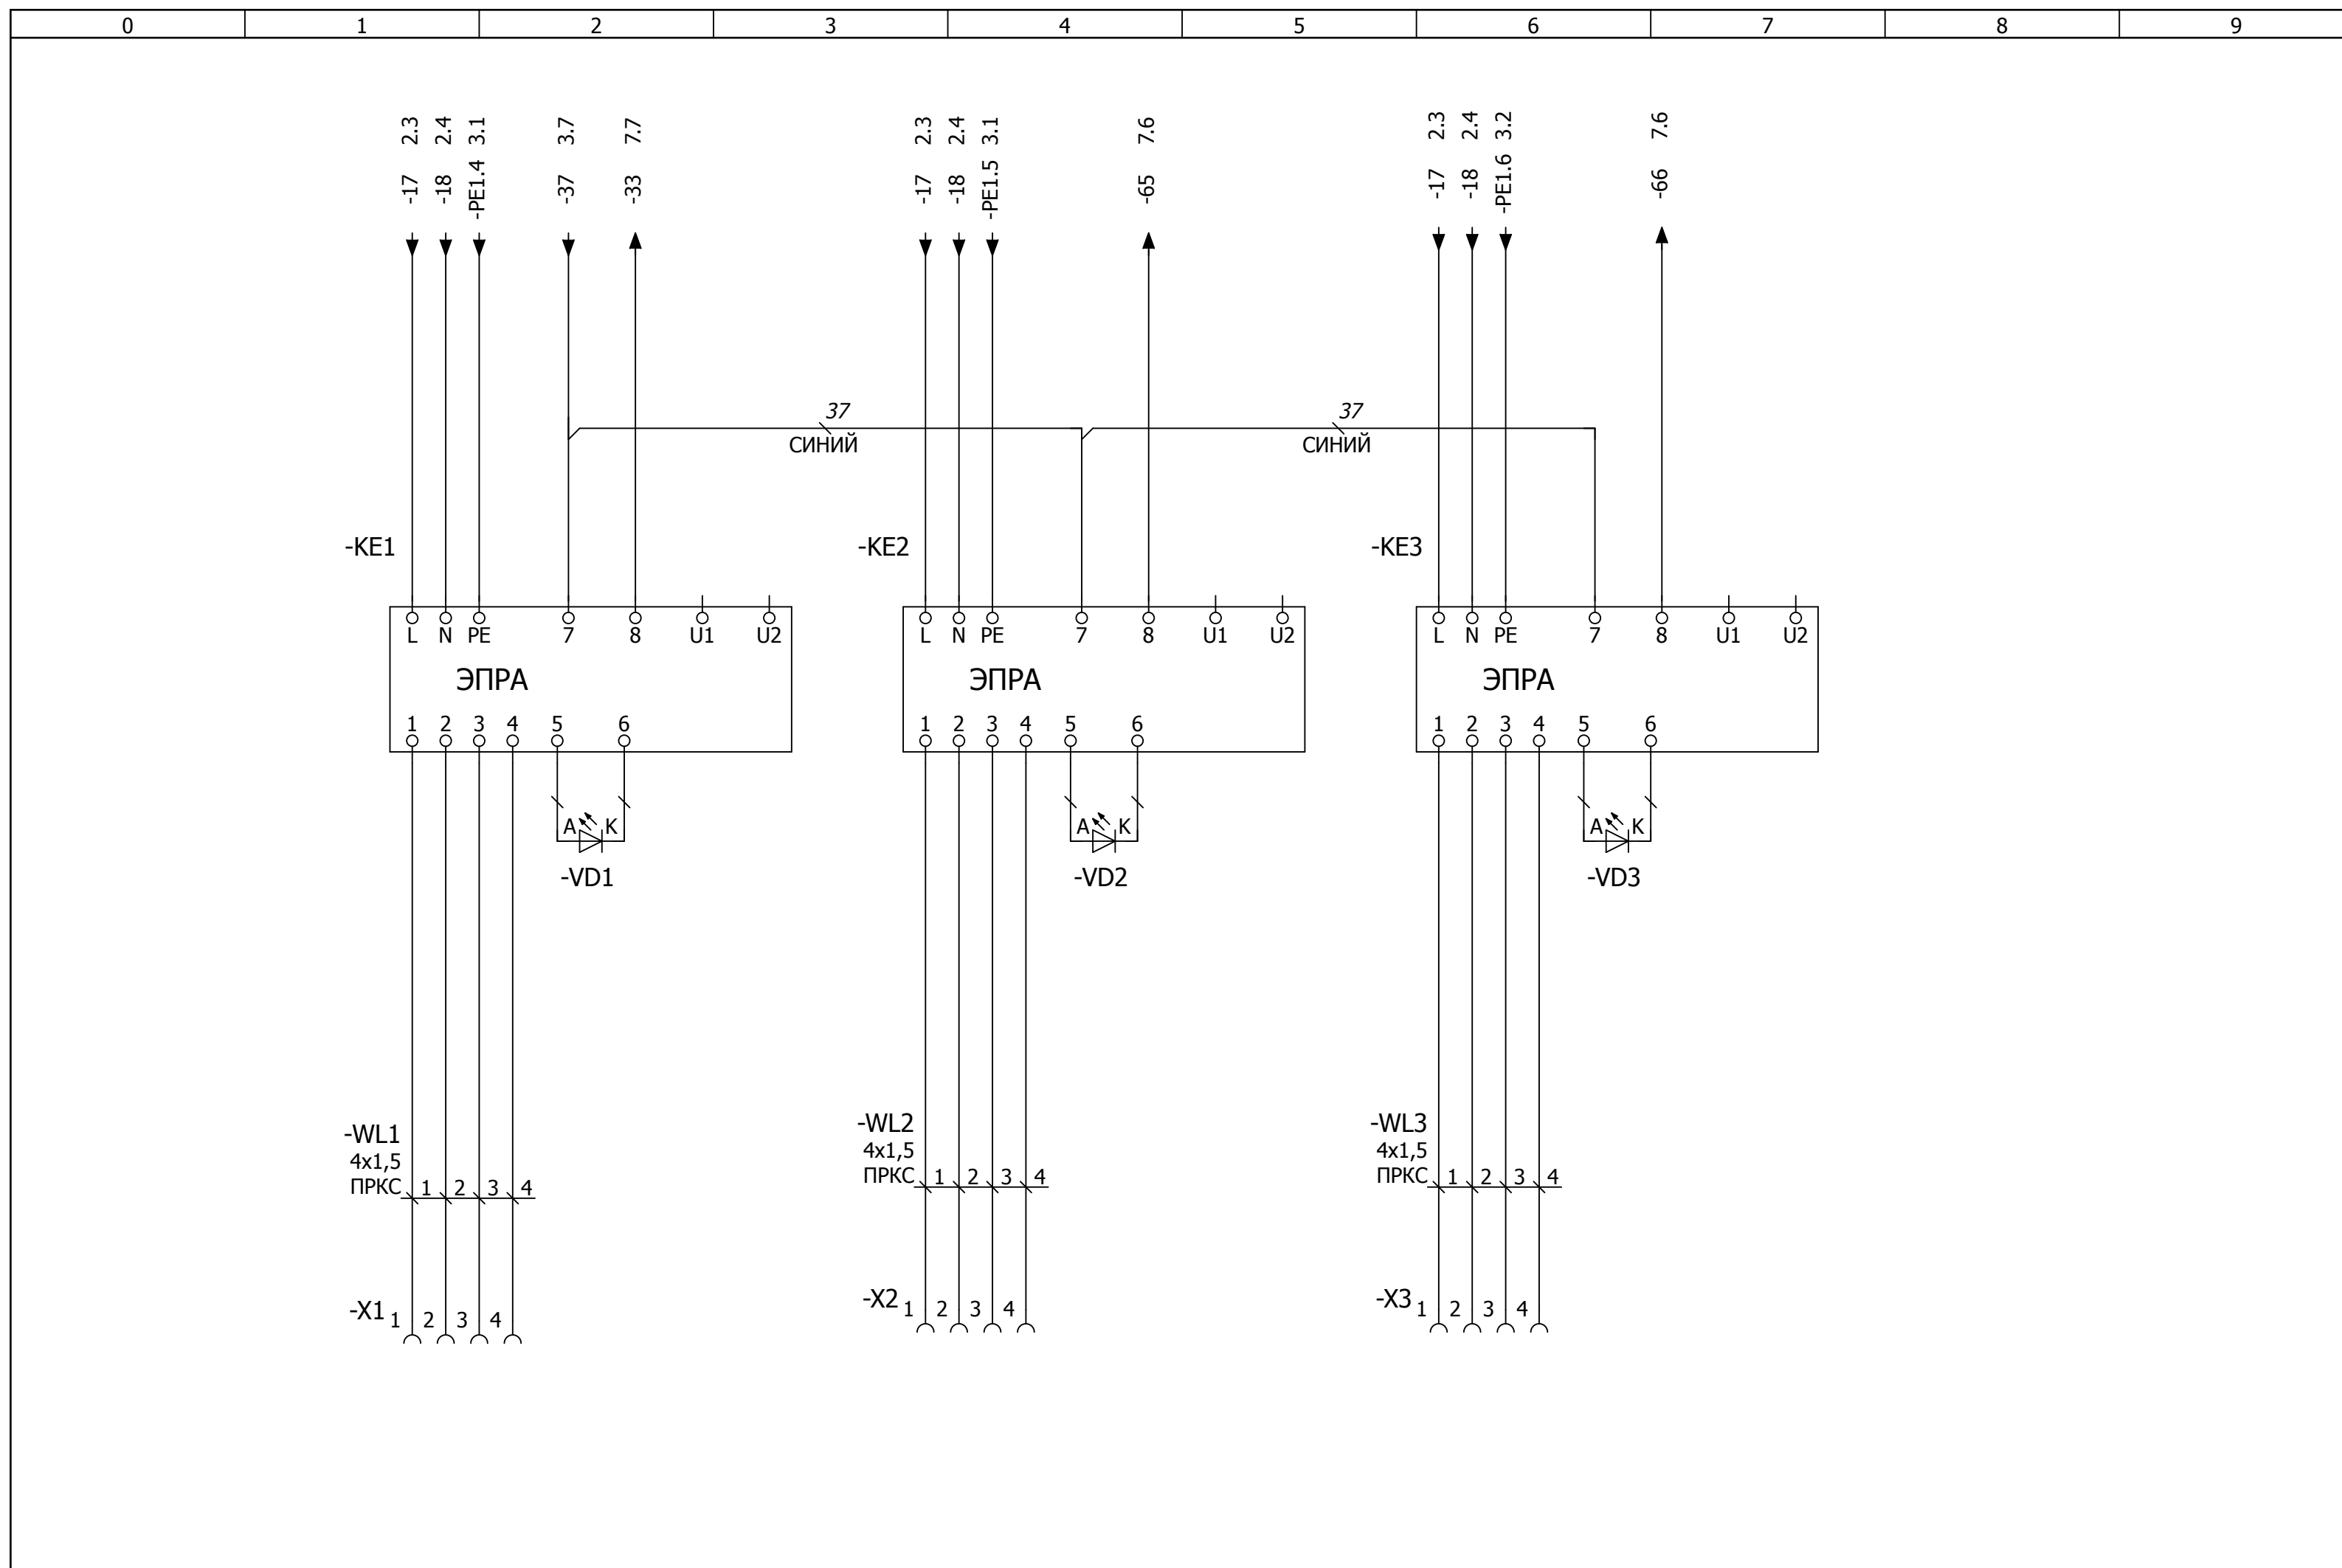 0 1 2 3 4 5 6 7 8 9
-17 2.3
-18 2.4
-PE1.4 3.1
-37 3.7
-33 7.7
-17 2.3
-18 2.4
-PE1.5 3.1
-65 7.6
-17 2.3
-18 2.4
-PE1.6 3.2
-66 7.6
37 37
СИНИЙ СИНИЙ
-KE1 -KE2 -KE3
L N PE 7 8 U1 U2 L N PE 7 8 U1 U2 L N PE 7 8 U1 U2
ЭПРА ЭПРА ЭПРА
1 2 3 4 5 6 1 2 3 4 5 6 1 2 3 4 5 6
A K A K A K
-VD1 -VD2 -VD3
-WL1
4x1,5
ПРКС 1 2 3 4
-WL2
4x1,5
ПРКС 1 2 3 4
-WL3
4x1,5
ПРКС 1 2 3 4
-X1 1 2 3 4
-X2 1 2 3 4
-X3 1 2 3 4